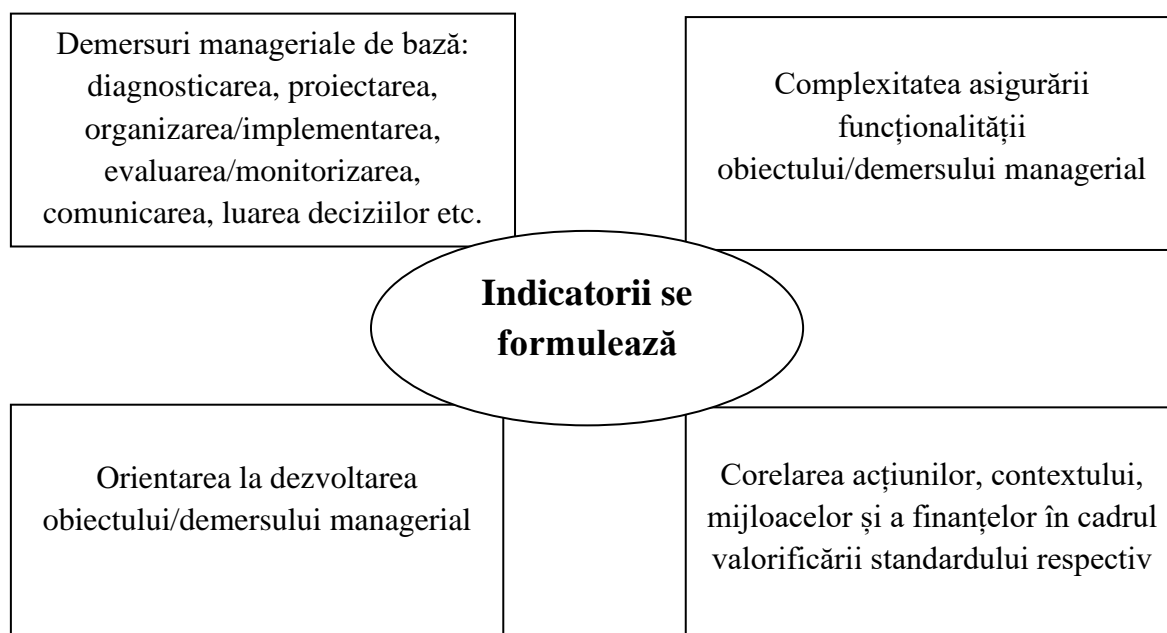 Demersuri manageriale de bază:
diagnosticarea, proiectarea,
organizarea/implementarea,
evaluarea/monitorizarea,
comunicarea, luarea deciziilor etc.
Complexitatea asigurării
funcționalității
obiectului/demersului managerial
Indicatorii se
formulează
Orientarea la dezvoltarea
obiectului/demersului managerial
Corelarea acțiunilor, contextului,
mijloacelor și a finanțelor în cadrul
valorificării standardului respectiv